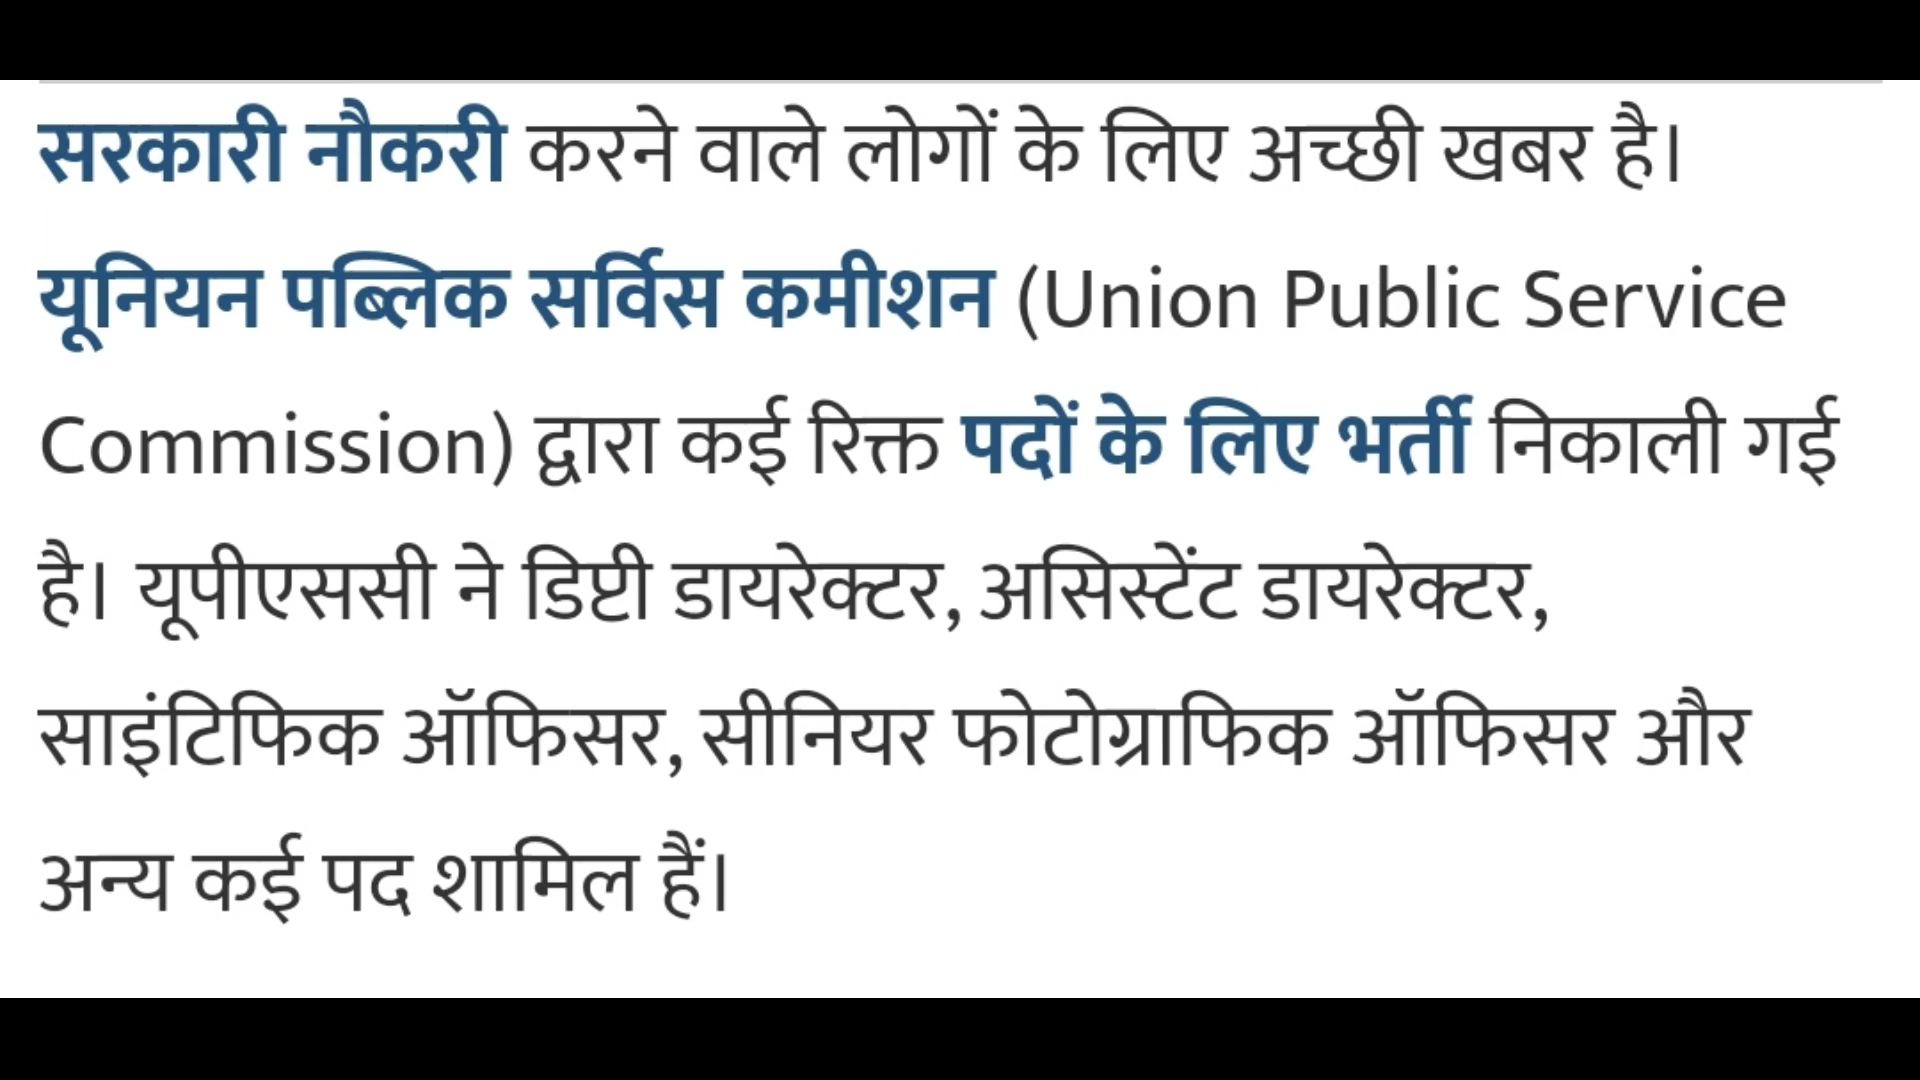 सरकारी नौकरी करने वाले लोगों के लिए अच्छी खबर है।
यूनियन पब्लिक सर्विस कमीशन (Union Public Service
Commission) द्वारा कई रिक्त पदों के लिए भर्ती निकाली गई
है। यूपीएससी ने डिप्टी डायरेक्टर, असिस्टेंट डायरेक्टर,
साइंटिफिक ऑफिसर, सीनियर फोटोग्राफिक ऑफिसर और
अन्य कई पद शामिल हैं।